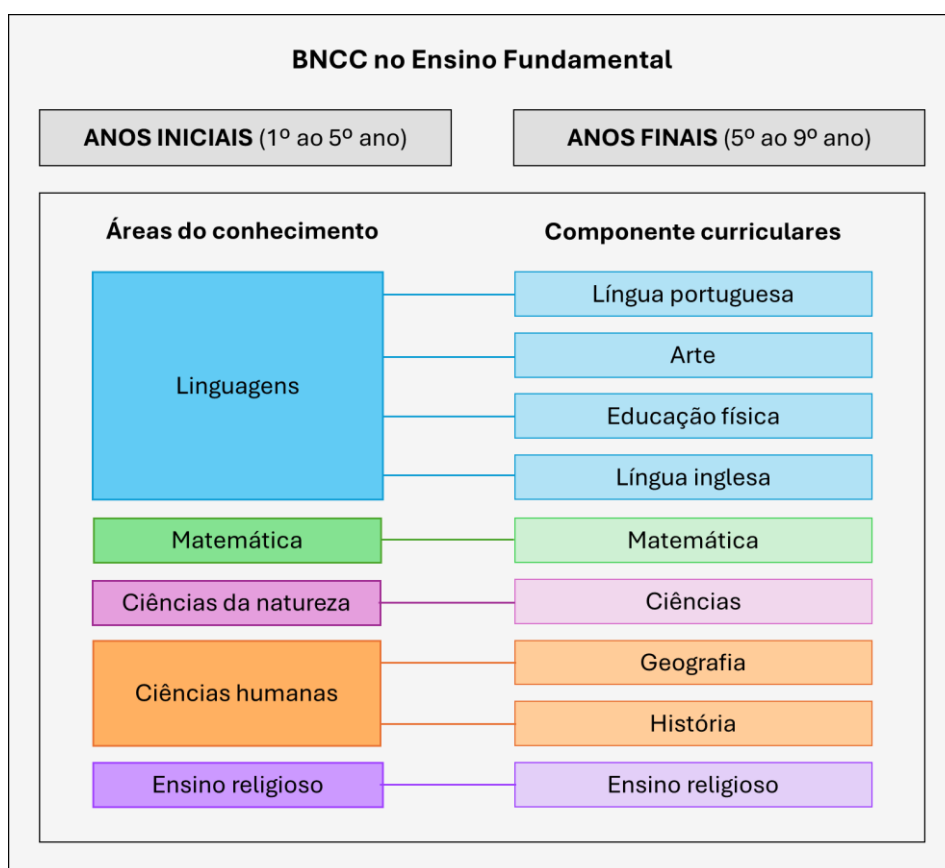 BNCC no Ensino Fundamental
ANOS INICIAIS (1º ao 5º ano)
ANOS FINAIS (5º ao 9º ano)
Áreas do conhecimento
Componente curriculares
Linguagens
Língua portuguesa
Arte
Educação física
Língua inglesa
Matemática
Matemática
Ciências da natureza
Ciências
Ciências humanas
Geografia
História
Ensino religioso
Ensino religioso